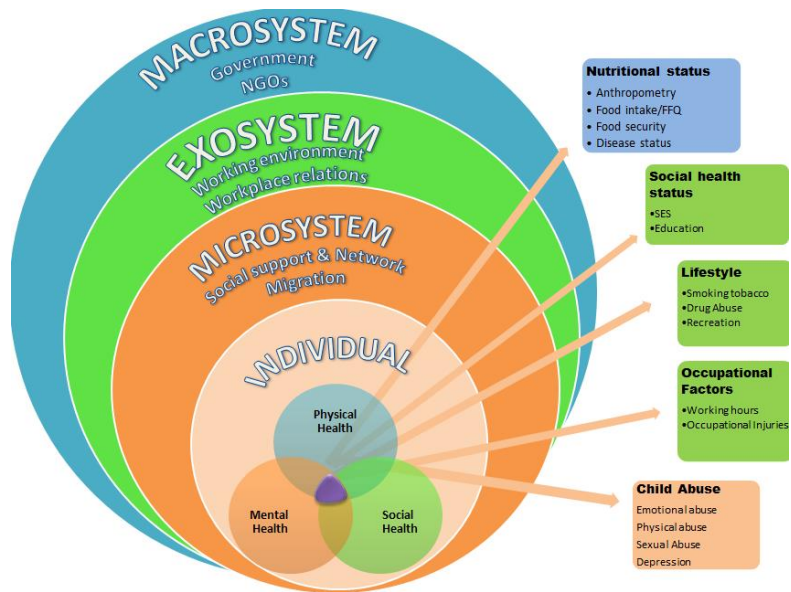 MACROSYSTEM
Government
NGOs
EXOSYSTEM
Working environment
Workplace relations
MICROSYSTEM
Social support & Network
Migration
INDIVIDUAL
Physical
Health
Mental
Health
Social
Health
Nutritional status
• Anthropometry
• Food intake/FFQ
• Food security
• Disease status
Social health
status
•SES
•Education
Lifestyle
•Smoking tobacco
•Drug Abuse
•Recreation
Occupational
Factors
•Working hours
•Occupational Injuries
Child Abuse
Emotional abuse
Physical abuse
Sexual Abuse
Depression